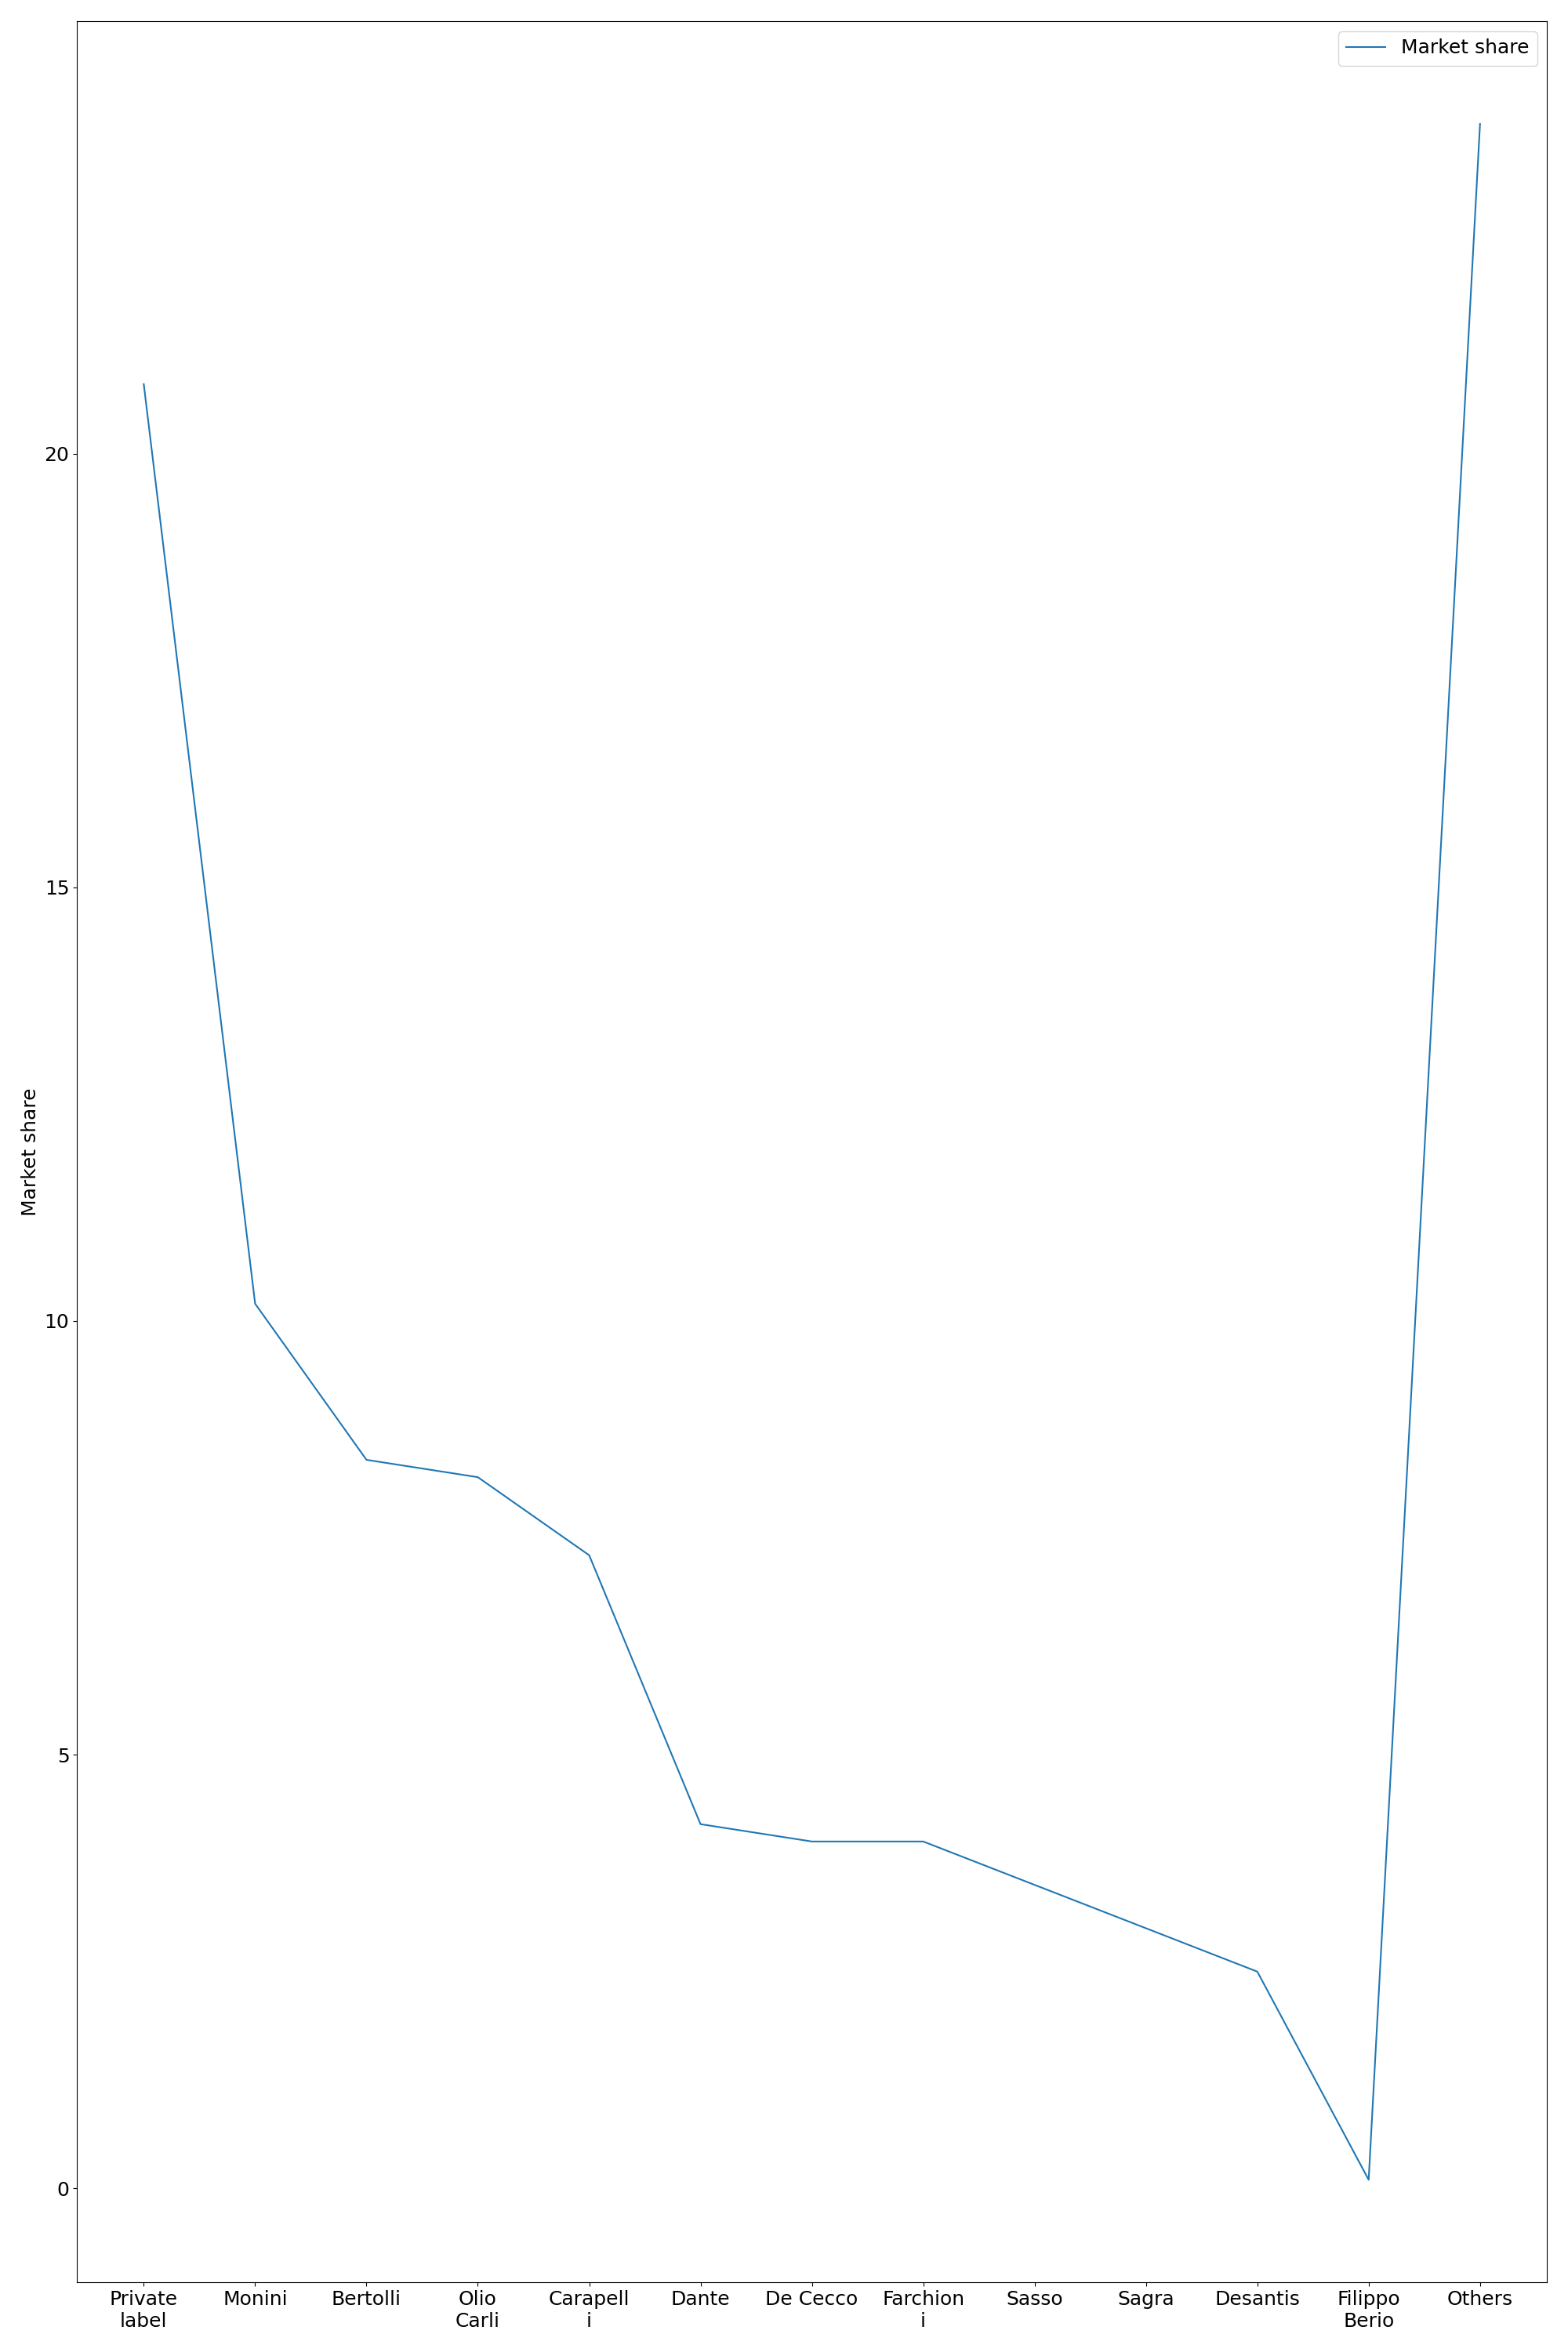 Market share
20
15
10
5
0
Market share
Private
label
Monini
Bertolli
Olio
Carli
Carapell
i
Dante
De Cecco
Farchion
i
Sasso
Sagra
Desantis
Filippo
Berio
Others